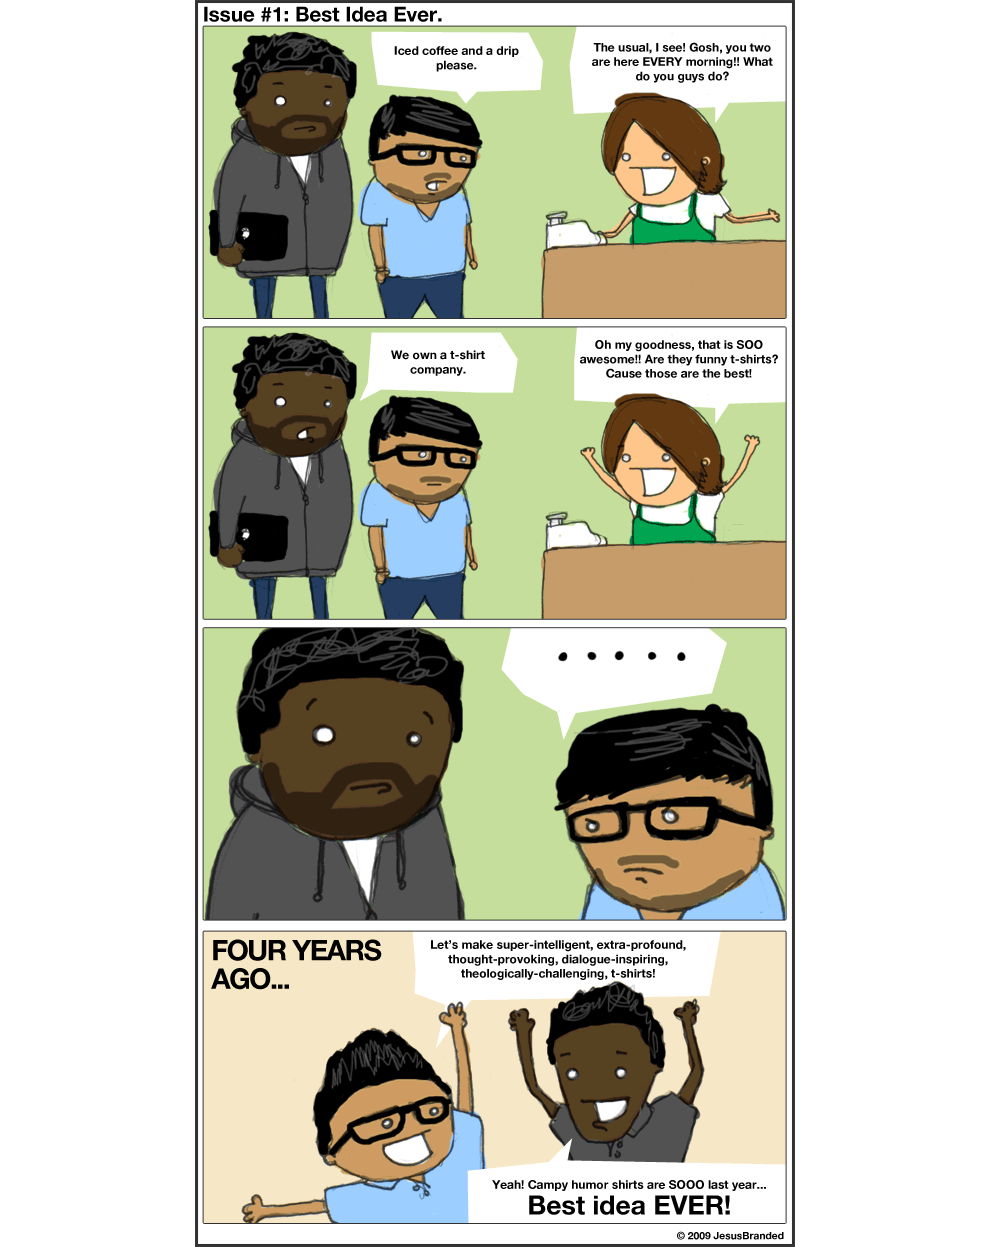 Issue #1: Best Idea Ever.
Iced coffee and a drip
please.
The usual, I see! Gosh, you two
are here EVERY morning!! What
do you guys do?
We own a t-shirt
company.
Oh my goodness, that is SOO
awesome!! Are they funny t-shirts?
Cause those are the best!
. . . . .
FOUR YEARS
AGO...
Let's make super-intelligent, extra-profound,
thought-provoking, dialogue-inspiring,
theologically-challenging, t-shirts!
Yeah! Campy humor shirts are SOOO last year...
Best idea EVER!
© 2009 JesusBranded